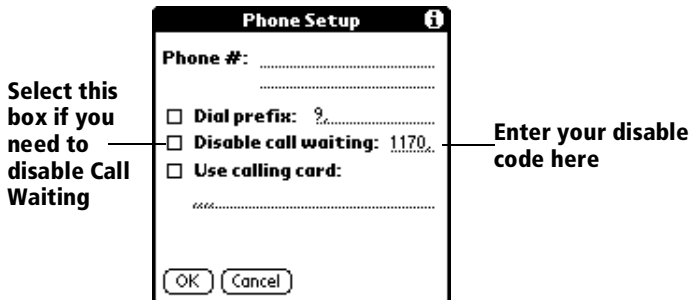 Phone Setup
Phone #:
Select this
box if you
need to
disable Call
Waiting
Dial prefix: 9,
Disable call waiting: 1170,
Use calling card:
,,,,
Enter your disable
code here
OK Cancel